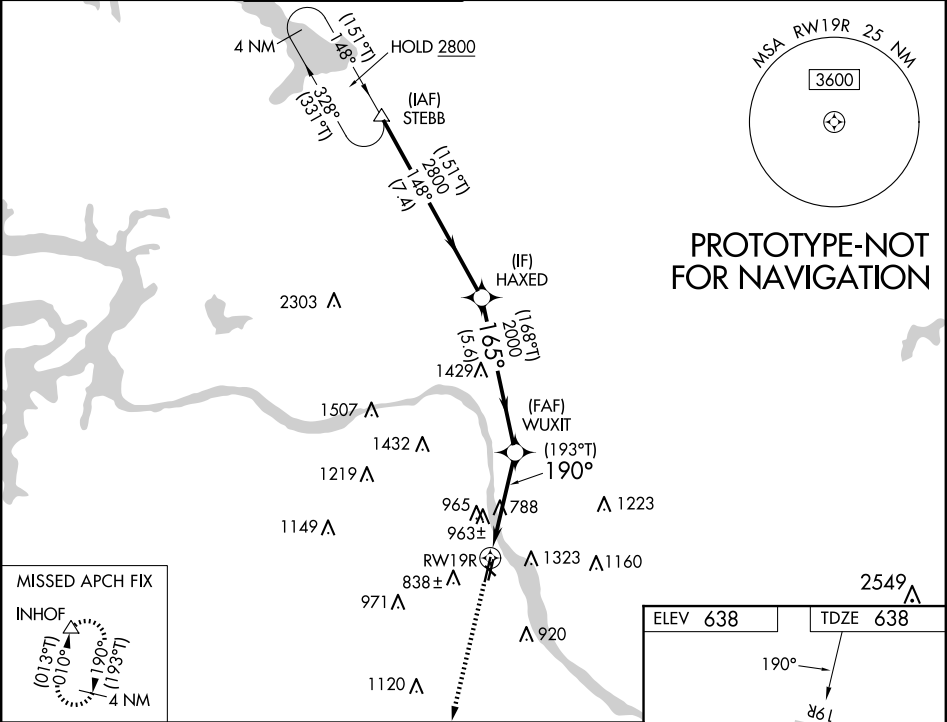 4 NM
(151°T)
148°
HOLD 2800
328°
(331°T)
(IAF)
STEBB
(151°T)
2800
148°
(7.4)
MSA RW19R 25 NM
3600
PROTOTYPE-NOT
FOR NAVIGATION
(IF)
HAXED
2303
(168°T)
2000
165°
(5.6)
1429
1507
(FAF)
WUXIT
1432
(193°T)
190°
1219
965
788
1223
963±
1149
RW19R
1323
1160
838±
971
2549
920
1120
MISSED APCH FIX
INHOF
(013°T)
010°
190°
(193°T)
4 NM
ELEV 638
TDZE 638
190°
19R